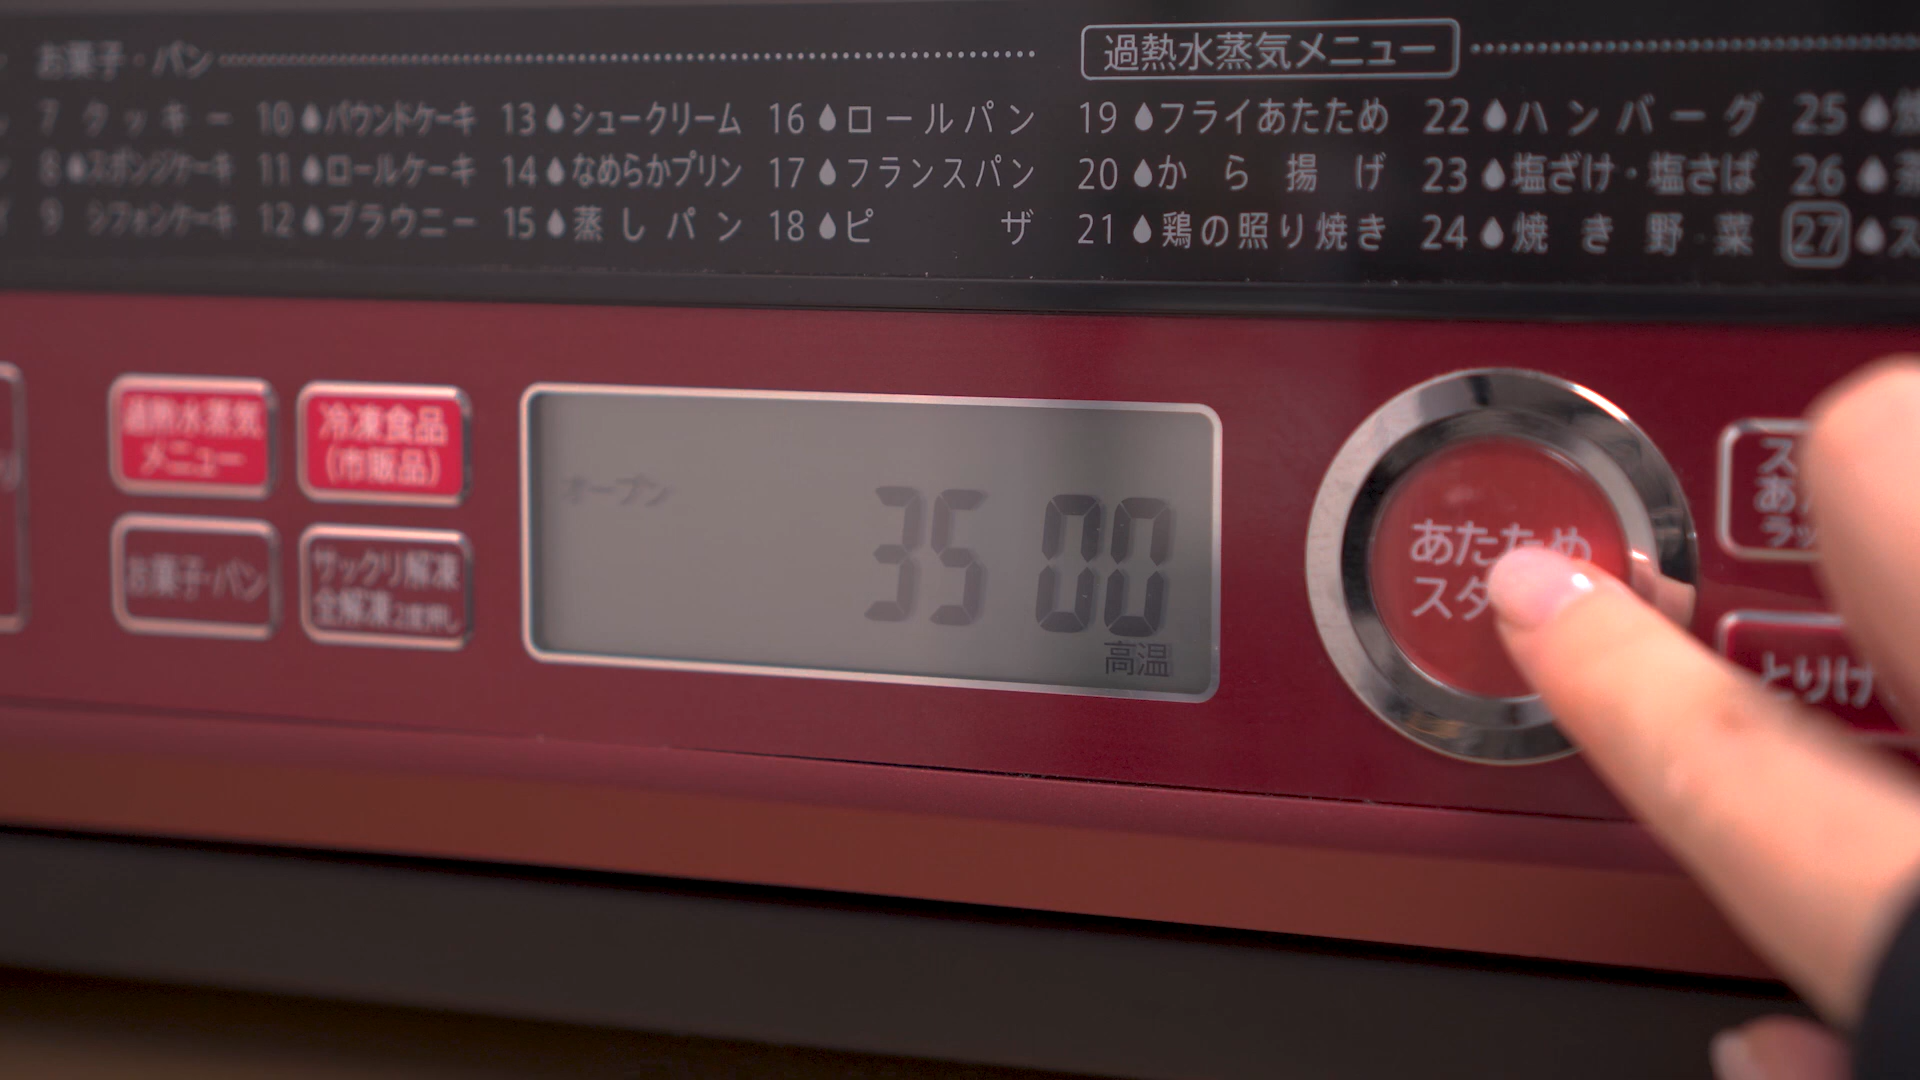 お菓子・パン
過熱水蒸気メニュー
7 クッキー
10 パウンドケーキ
13 シュークリーム
16 ロールパン
19 フライあたため
22 ハンバーグ
25
8 スポンジケーキ
11 ロールケーキ
14 なめらかプリン
17 フランスパン
20 から揚げ
23 塩ざけ・塩さば
26
9 シフォンケーキ
12 ブラウニー
15 蒸しパン
18 ピザ
21 鶏の照り焼き
24 焼き野菜
27
過熱水蒸気
メニュー
冷凍食品
(市販品)
お菓子・パン
サックリ解凍
全解凍2度押し
オーブン
35 00
高温
あたため
スタ
とりけ